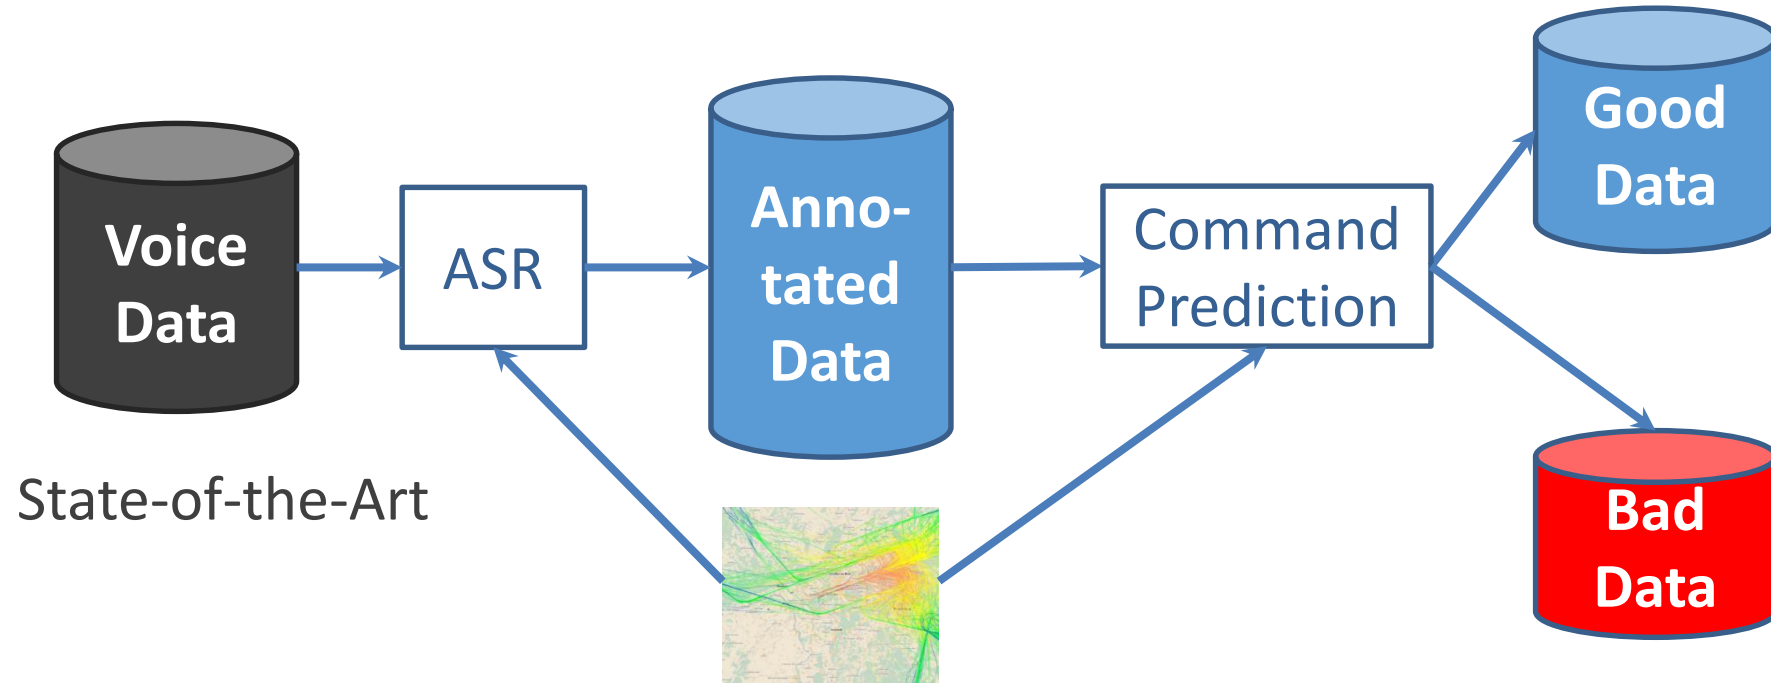 Voice
Data
ASR
Anno-
tated
Data
Command
Prediction
Good
Data
Bad
Data
State-of-the-Art